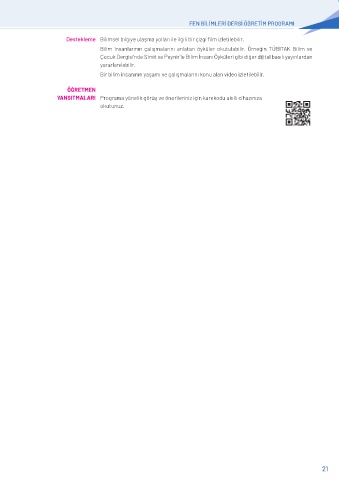 FEN BİLİMLERİ DERSİ ÖĞRETİM PROGRAMI
Destekleme Bilimsel bilgiye ulaşma yolları ile ilgili bir çizgi film izletilebilir.
Bilim insanlarının çalışmalarını anlatan öyküler okutulabilir. Örneğin TÜBİTAK Bilim ve
Çocuk Dergisi'nde Simit ve Peynir'le Bilim İnsanı Öyküleri gibi diğer dijital/basılı yayınlardan
yararlanılabilir.
Bir bilim insanının yaşamı ve çalışmalarını konu alan video izletilebilir.
ÖĞRETMEN
YANSITMALARI Programa yönelik görüş ve önerileriniz için karekodu akıllı cihazınıza
okutunuz.
21